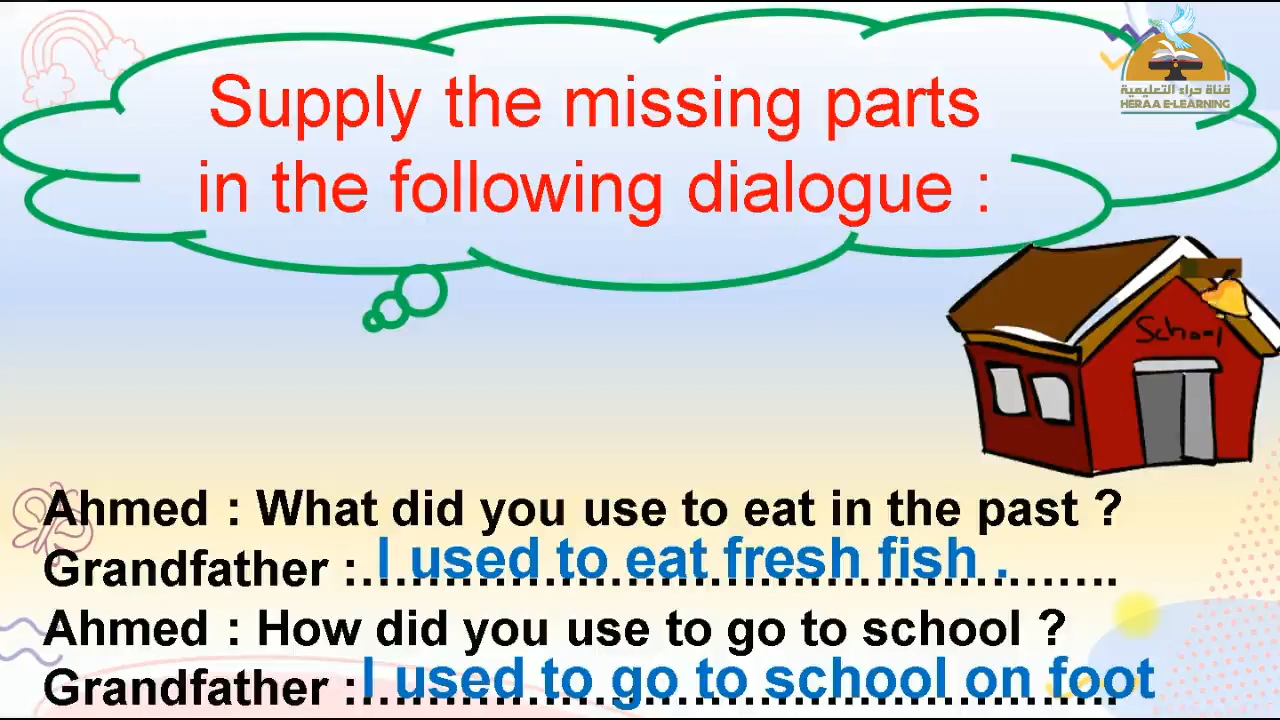 قناة حراء التعليمية
HERAA E-LEARNING
Supply the missing parts
in the following dialogue :
School
Ahmed : What did you use to eat in the past ?
Grandfather :I used to eat fresh fish .
Ahmed : How did you use to go to school ?
Grandfather :I used to go to school on foot